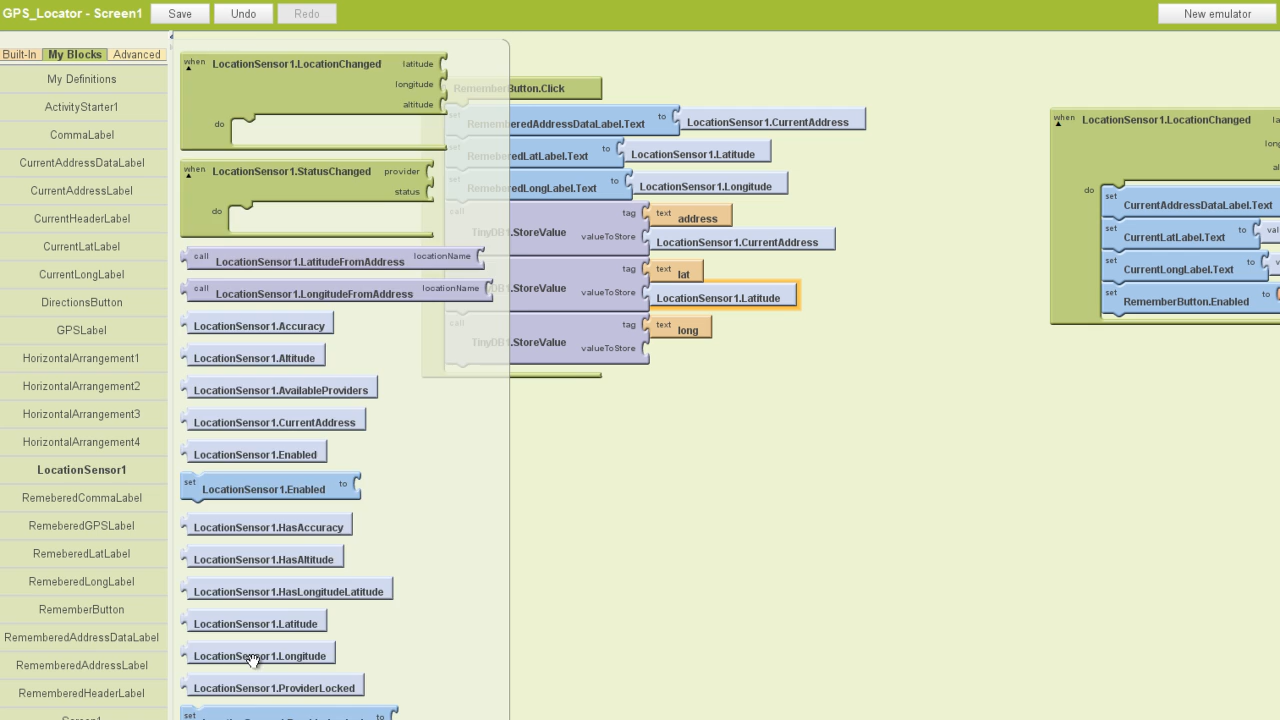 GPS_Locator - Screen1
Save
Undo
Redo
New emulator
Built-In
My Blocks
Advanced
My Definitions
ActivityStarter1
CommaLabel
CurrentAddressDataLabel
CurrentAddressLabel
CurrentHeaderLabel
CurrentLatLabel
CurrentLongLabel
DirectionsButton
GPSLabel
HorizontalArrangement1
HorizontalArrangement2
HorizontalArrangement3
HorizontalArrangement4
LocationSensor1
RemeberedCommaLabel
RemeberedGPSLabel
RemeberedLatLabel
RemeberedLongLabel
RememberButton
RememberedAddressDataLabel
RememberedAddressLabel
RememberedHeaderLabel
when LocationSensor1.LocationChanged latitude
longitude
altitude
do
when LocationSensor1.StatusChanged provider
status
do
call LocationSensor1.LatitudeFromAddress locationName
call LocationSensor1.LongitudeFromAddress locationName
LocationSensor1.Accuracy
LocationSensor1.Altitude
LocationSensor1.AvailableProviders
LocationSensor1.CurrentAddress
LocationSensor1.Enabled
set LocationSensor1.Enabled to
LocationSensor1.HasAccuracy
LocationSensor1.HasAltitude
LocationSensor1.HasLongitudeLatitude
LocationSensor1.Latitude
LocationSensor1.Longitude
LocationSensor1.ProviderLocked
set to
RememberButton.Click
set RememberedAddressDataLabel.Text to LocationSensor1.CurrentAddress
set RemeberedLatLabel.Text to LocationSensor1.Latitude
set RemeberedLongLabel.Text to LocationSensor1.Longitude
call TinyDB1.StoreValue tag text address
valueToStore LocationSensor1.CurrentAddress
.StoreValue tag text lat
valueToStore LocationSensor1.Latitude
call TinyDB1.StoreValue tag text long
valueToStore
when LocationSensor1.LocationChanged
do
set CurrentAddressDataLabel.Text
set CurrentLatLabel.Text to
set CurrentLongLabel.Text to
set RememberButton.Enabled to